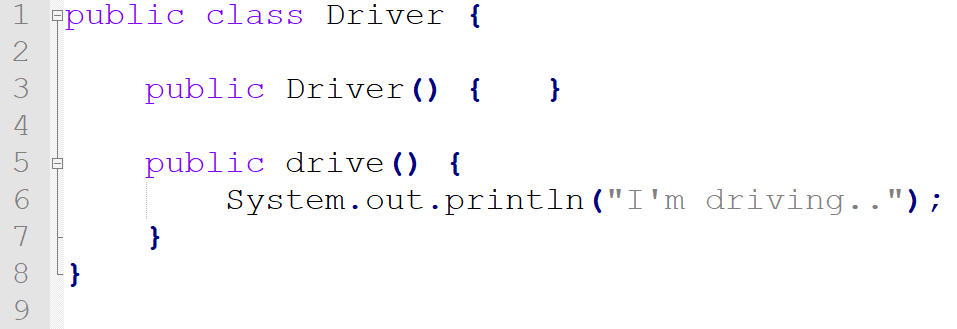 1 public class Driver {
2
3     public Driver() {   }
4
5     public drive() {
6         System.out.println("I'm driving..");
7     }
8 }
9